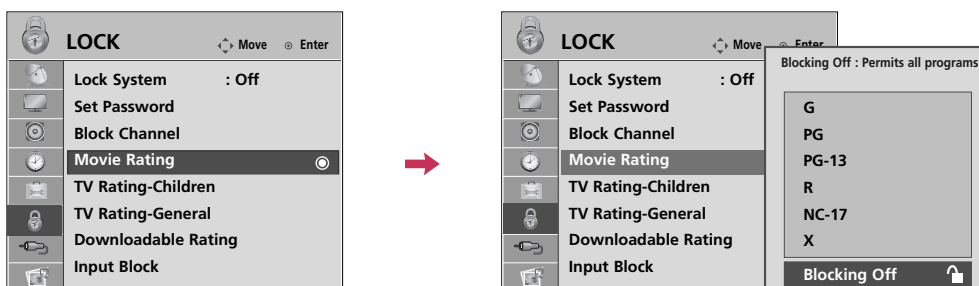 LOCK Move Enter
Lock System : Off
Set Password
Block Channel
Movie Rating
TV Rating-Children
TV Rating-General
Downloadable Rating
Input Block
LOCK Move Enter
Lock System : Off
Set Password
Block Channel
Movie Rating
TV Rating-Children
TV Rating-General
Downloadable Rating
Input Block
Blocking Off : Permits all programs
G
PG
PG-13
R
NC-17
X
Blocking Off